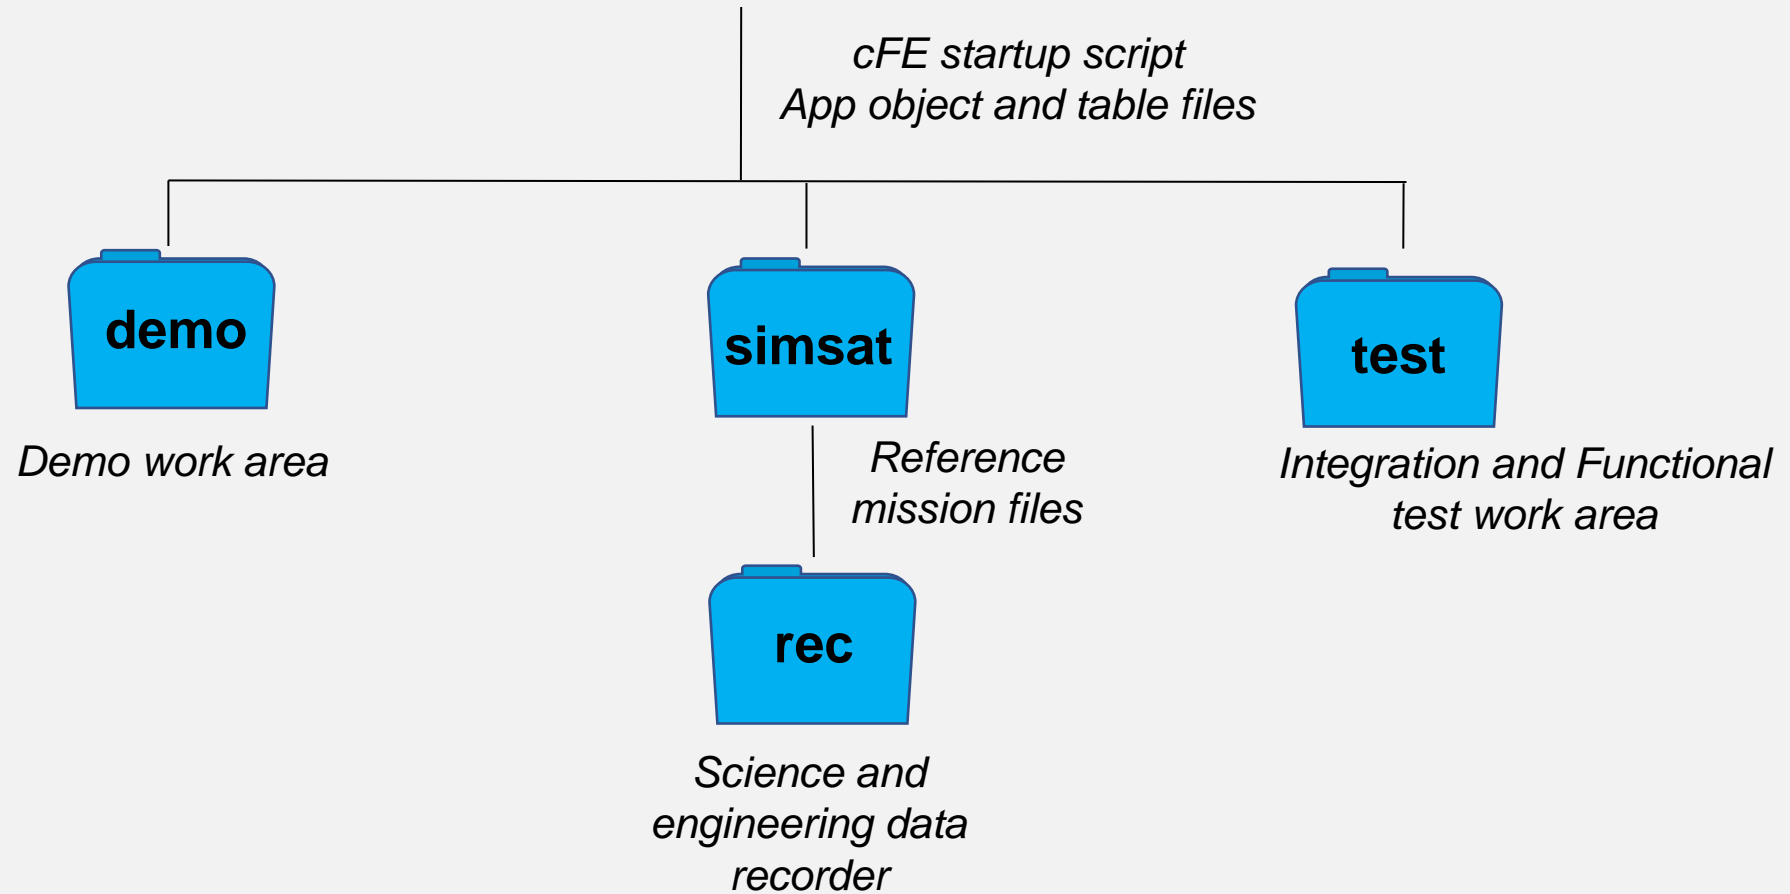 cFE startup script
App object and table files
demo
simsat
test
Demo work area
Reference
mission files
Integration and Functional
test work area
rec
Science and
engineering data
recorder